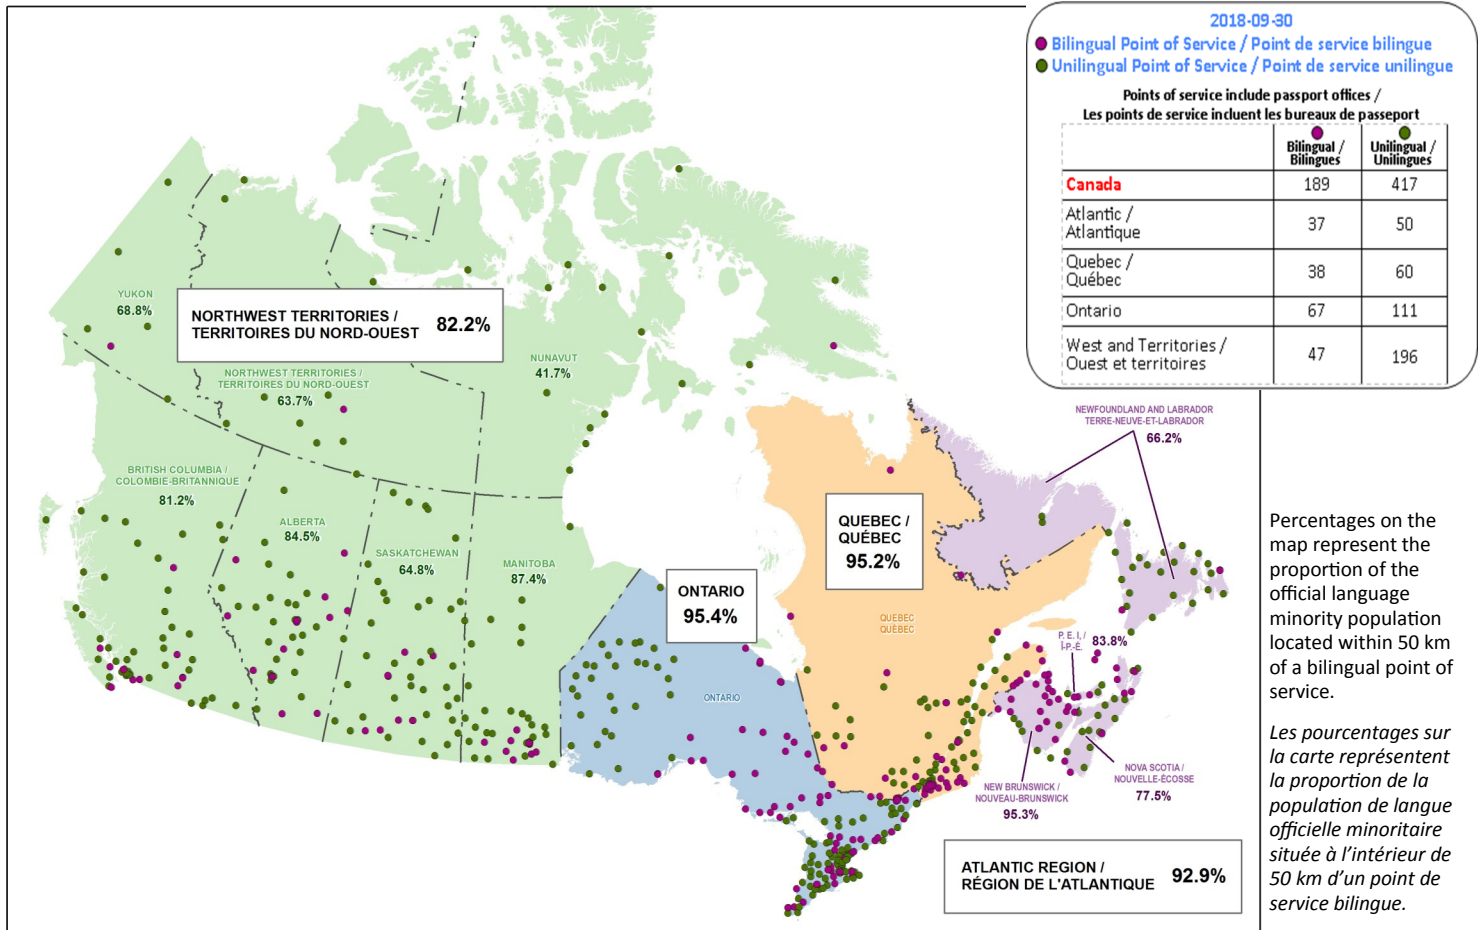 2018-09-30
Bilingual Point of Service / Point de service bilingue
Unilingual Point of Service / Point de service unilingue
Points of service include passport offices /
Les points de service incluent les bureaux de passeport
Bilingual / Bilingues
Unilingual / Unilingues
Canada 189 417
Atlantic / Atlantique 37 50
Quebec / Québec 38 60
Ontario 67 111
West and Territories / Ouest et territoires 47 196
YUKON
68.8%
NORTHWEST TERRITORIES /
TERRITOIRES DU NORD-OUEST 82.2%
NORTHWEST TERRITORIES /
TERRITOIRES DU NORD-OUEST
63.7%
NUNAVUT
41.7%
BRITISH COLUMBIA /
COLOMBIE-BRITANNIQUE
81.2%
ALBERTA
84.5%
SASKATCHEWAN
64.8%
MANITOBA
87.4%
ONTARIO
95.4%
ONTARIO
QUEBEC /
QUÉBEC
95.2%
QUEBEC
QUÉBEC
NEWFOUNDLAND AND LABRADOR
TERRE-NEUVE-ET-LABRADOR
66.2%
P. E. I, /
Î-P.-É.
83.8%
NOVA SCOTIA /
NOUVELLE-ÉCOSSE
77.5%
NEW BRUNSWICK /
NOUVEAU-BRUNSWICK
95.3%
ATLANTIC REGION /
RÉGION DE L'ATLANTIQUE 92.9%
Percentages on the
map represent the
proportion of the
official language
minority population
located within 50 km
of a bilingual point of
service.
Les pourcentages sur
la carte représentent
la proportion de la
population de langue
officielle minoritaire
située à l'intérieur de
50 km d'un point de
service bilingue.